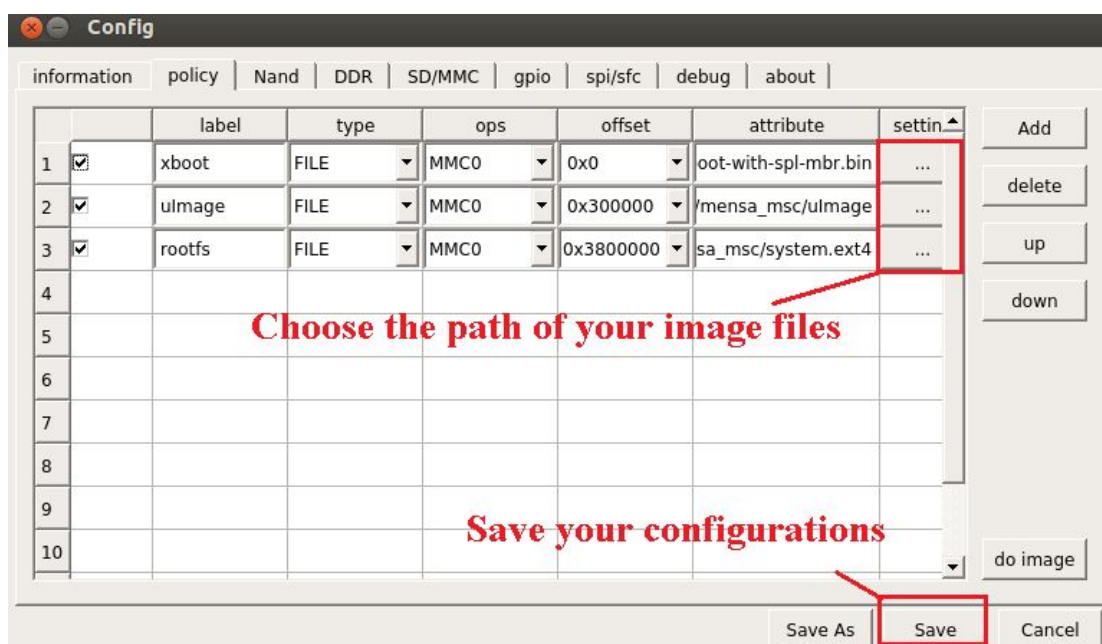 Config
information policy Nand DDR SD/MMC gpio spi/sfc debug about
label type ops offset attribute settin
Add
1 xboot FILE MMC0 0x0 oot-with-spl-mbr.bin ...
delete
2 uImage FILE MMC0 0x300000 /mensa_msc/uImage ...
3 rootfs FILE MMC0 0x3800000 sa_msc/system.ext4 ...
up
4
down
Choose the path of your image files
5
6
7
8
9
Save your configurations
10
do image
Save As Save Cancel